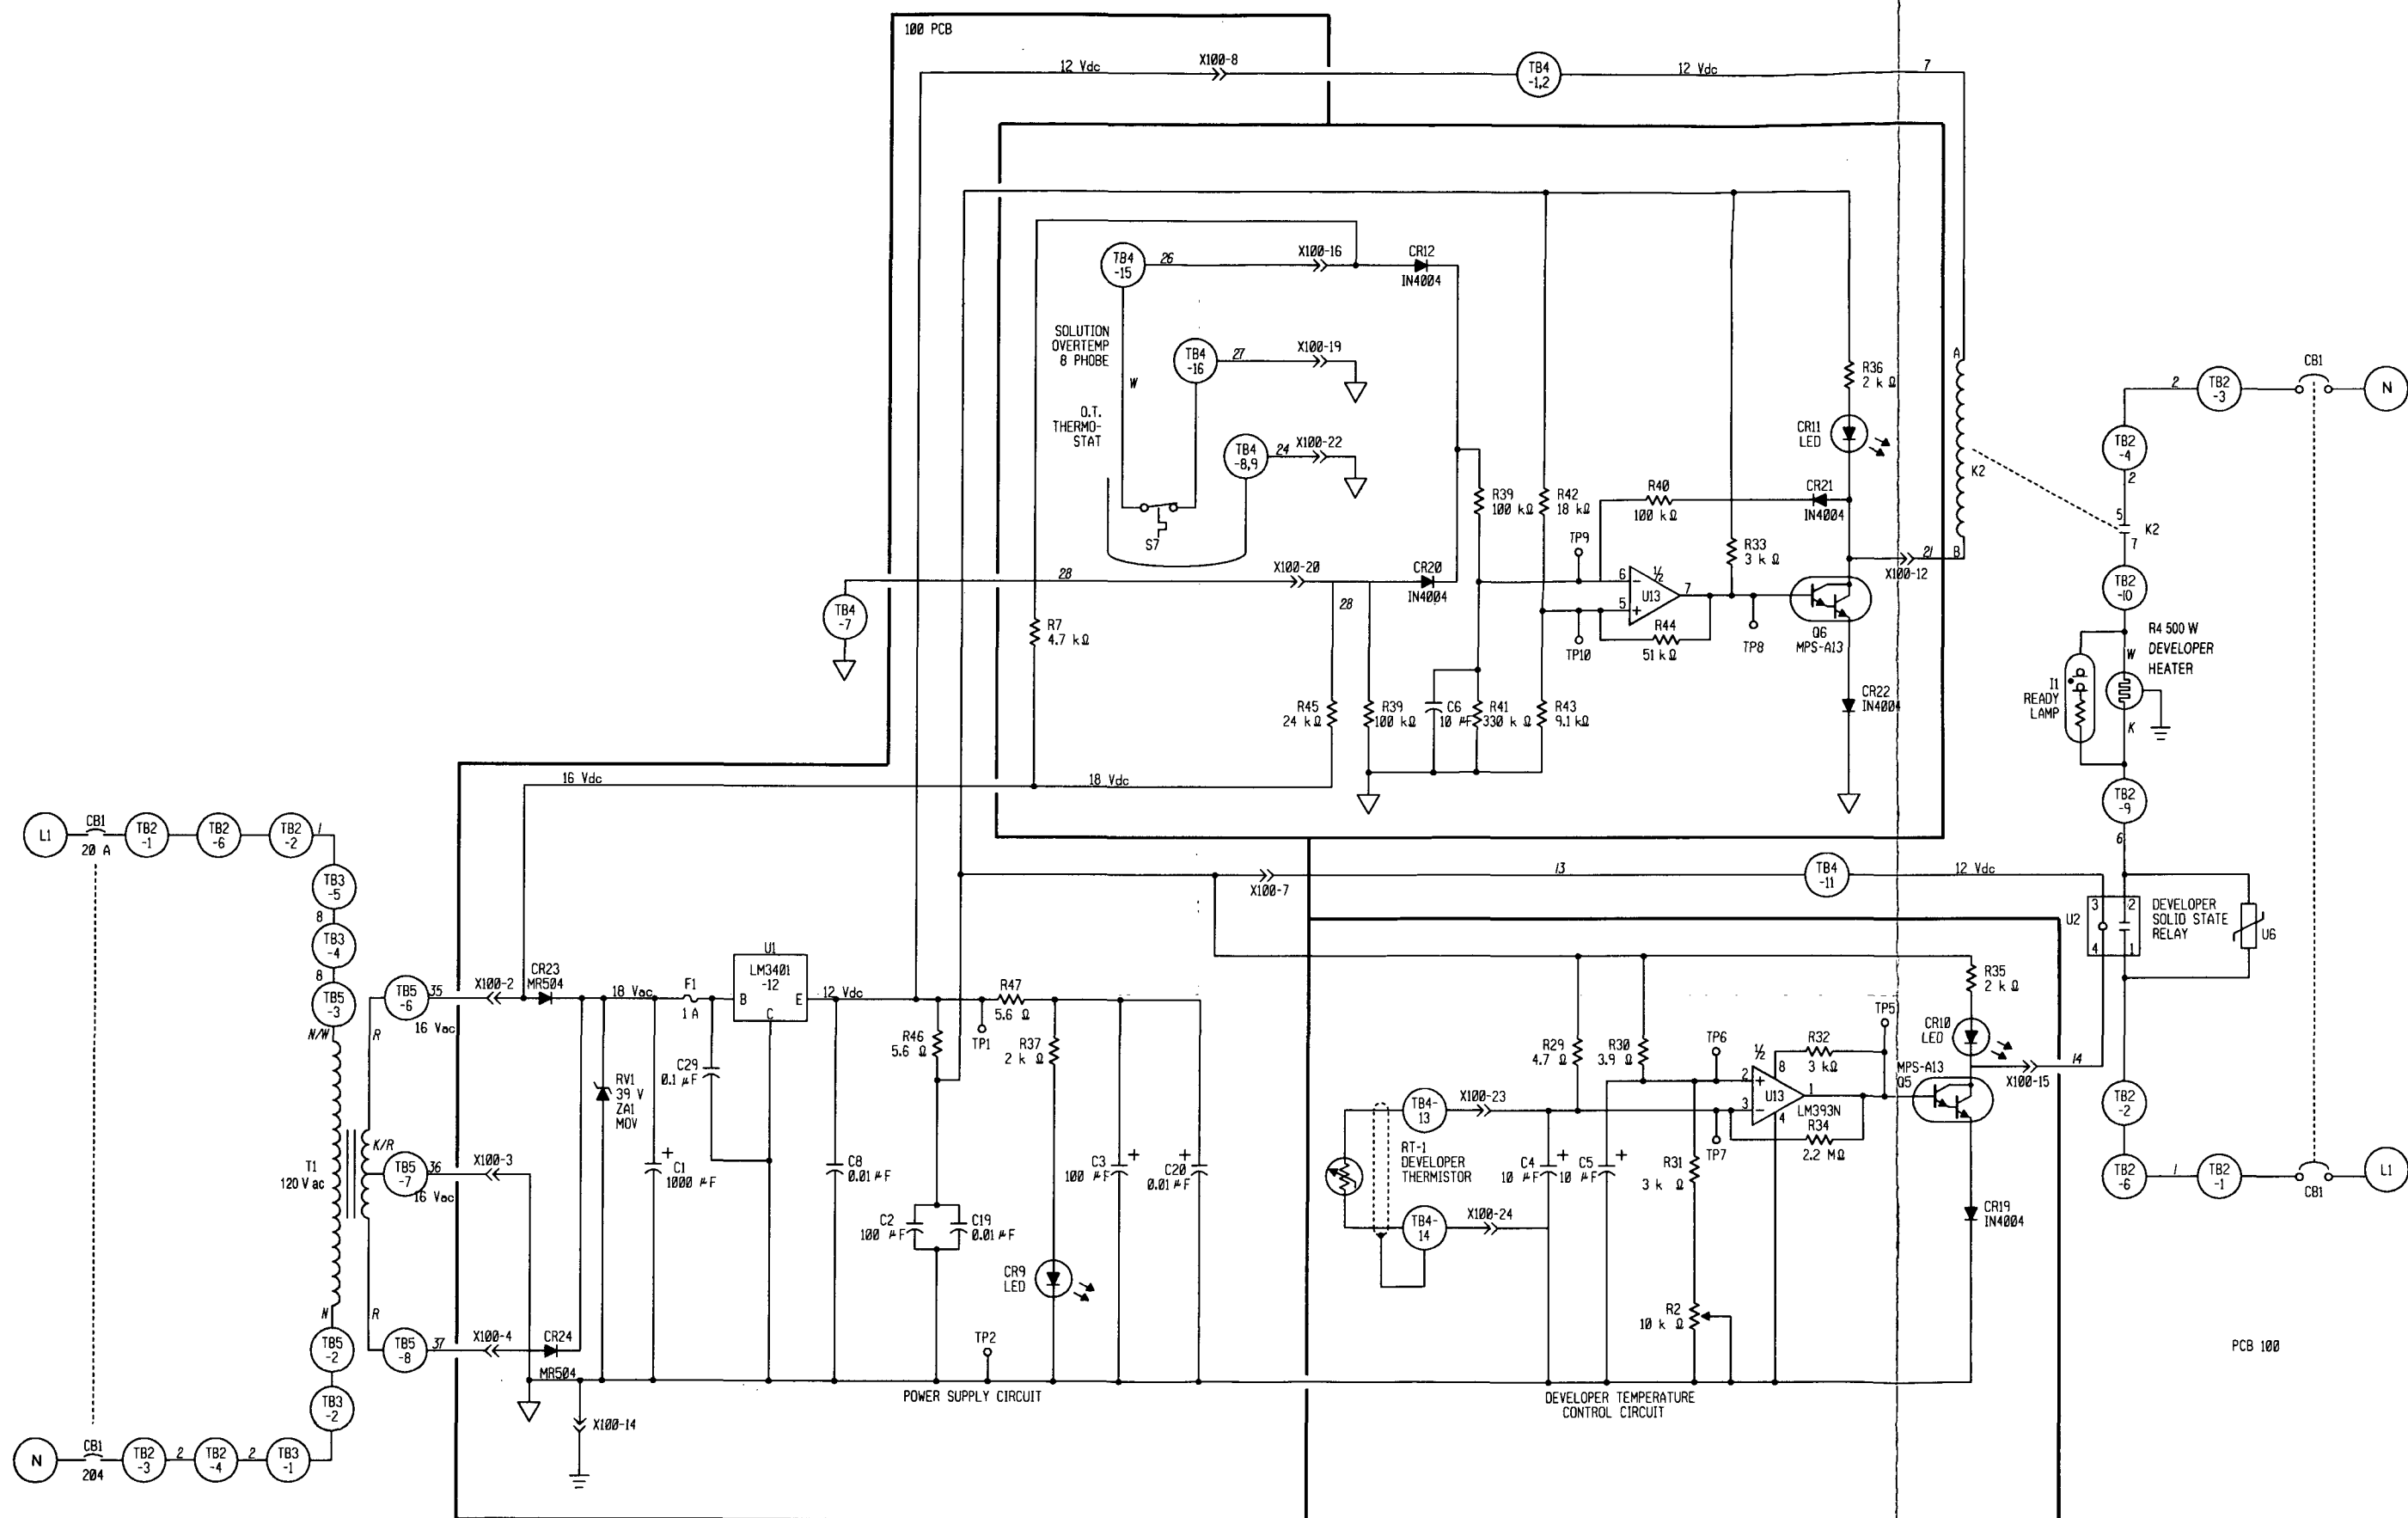 100 PCB
12 Vdc
X100-8
TB4
-1,2
12 Vdc
7
TB4
-15
26
X100-16
CR12
IN4004
SOLUTION
OVERTEMP
8 PHOBE
W
TB4
-16
27
X100-19
O.T.
THERMO-
STAT
TB4
-8,9
24
X100-22
S7
R39
100 kΩ
R42
18 kΩ
R40
100 kΩ
CR21
IN4004
R36
2 k Ω
CR11
LED
A
K2
B
21
X100-12
TP9
R33
3 k Ω
6
-
½
U13
7
5
+
TP10
R44
51 k Ω
TP8
Q6
MPS-A13
CR22
IN4004
TB4
-7
28
X100-20
28
CR20
IN4004
R7
4.7 k Ω
R45
24 k Ω
R39
100 kΩ
C6
10 µF
R41
330 k Ω
R43
9.1 kΩ
16 Vdc
18 Vdc
CB1
N
TB2
-3
2
TB2
-4
2
5
K2
7
TB2
-10
R4 500 W
DEVELOPER
HEATER
W
K
I1
READY
LAMP
TB2
-9
6
L1
CB1
20 A
TB2
-1
TB2
-6
TB2
-2
1
TB3
-5
8
TB3
-4
8
TB5
-3
N/W
R
TB5
-6
35
16 Vac
X100-2
CR23
MR504
18 Vac
F1
1 A
U1
LM3401
-12
B
E
C
12 Vdc
X100-7
13
TB4
-11
12 Vdc
U2
3
2
4
1
DEVELOPER
SOLID STATE
RELAY
U6
R46
5.6 Ω
TP1
R47
5.6 Ω
R37
2 k Ω
C29
0.1 µF
RV1
39 V
ZA1
MOV
T1
120 V ac
K/R
TB5
-7
36
16 Vac
X100-3
+
C1
1000 µF
C8
0.01 µF
C2
100 µF
C19
0.01 µF
C3
100 µF
+
C20
0.01 µF
+
CR9
LED
TP2
N
R
TB5
-2
TB5
-8
37
X100-4
CR24
MR504
TB3
-2
X100-14
POWER SUPPLY CIRCUIT
N
CB1
204
TB2
-3
2
TB2
-4
2
TB3
-1
R29
4.7 Ω
R30
3.9 Ω
TP6
½
8
R32
3 kΩ
TP5
R35
2 k Ω
CR10
LED
MPS-A13
Q5
X100-15
14
2
+
U13
1
3
-
4
LM393N
R34
2.2 MΩ
TP7
TB4-
13
X100-23
RT-1
DEVELOPER
THERMISTOR
TB4-
14
X100-24
C4
10 µF
+
C5
10 µF
+
R31
3 k Ω
R2
10 k Ω
CR19
IN4004
DEVELOPER TEMPERATURE
CONTROL CIRCUIT
TB2
-2
TB2
-6
1
TB2
-1
CB1
L1
PCB 100